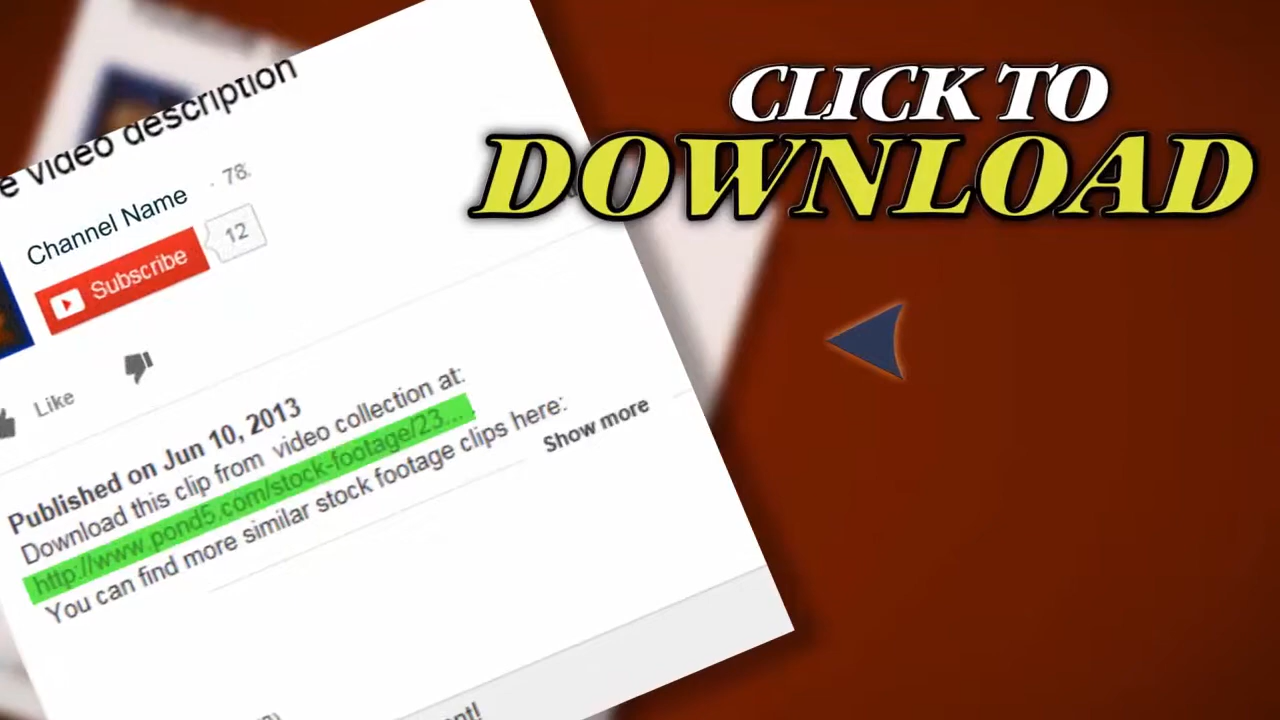 CLICK TO
DOWNLOAD
video description
Channel Name
78
Subscribe
12
Like
Published on Jun 10, 2013
Download this clip from video collection at:
http://www.pond5.com/stock-footage/23... .
You can find more similar stock footage clips here:
Show more